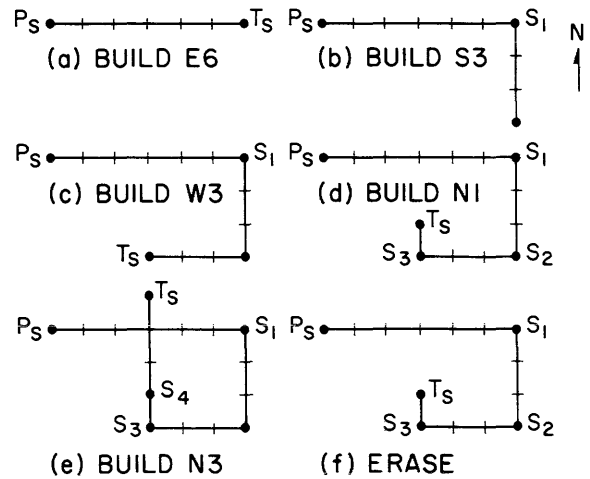 P_S T_S
(a) BUILD E6
P_S S_1
(b) BUILD S3
N
P_S S_1
(c) BUILD W3
T_S
P_S S_1
(d) BUILD N1
T_S
S_3 S_2
T_S
P_S S_1
S_4
S_3
(e) BUILD N3
P_S S_1
T_S
S_3 S_2
(f) ERASE